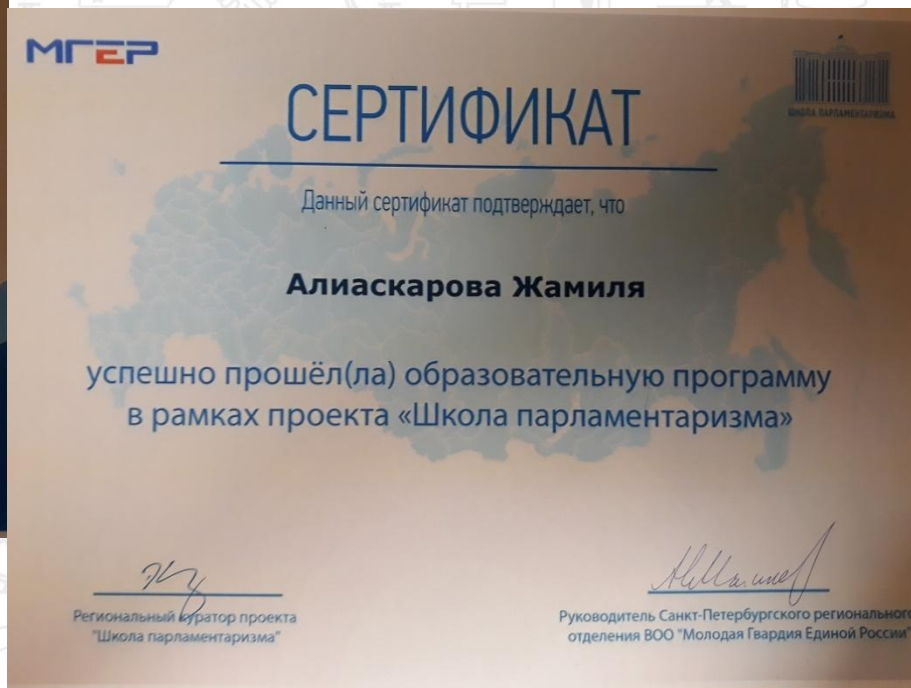 МГЕР
ШКОЛА ПАРЛАМЕНТАРИЗМА
СЕРТИФИКАТ
Данный сертификат подтверждает, что
Алиаскарова Жамиля
успешно прошёл(ла) образовательную программу
в рамках проекта «Школа парламентаризма»
Региональный куратор проекта
"Школа парламентаризма"
Руководитель Санкт-Петербургского регионального
отделения ВОО "Молодая Гвардия Единой России"